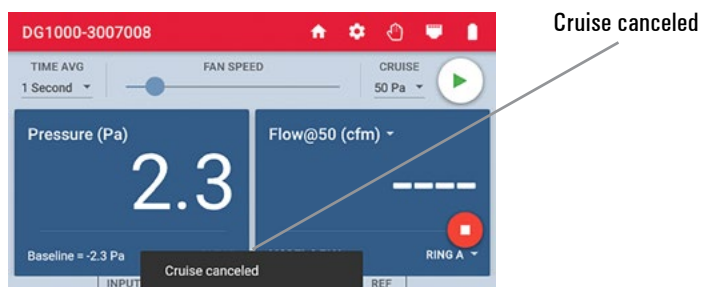 DG1000-3007008
Cruise canceled
TIME AVG
FAN SPEED
CRUISE
1 Second
50 Pa
Pressure (Pa)
Flow@50 (cfm)
2.3
----
Baseline = -2.3 Pa
RING A
Cruise canceled
INPUT
REF